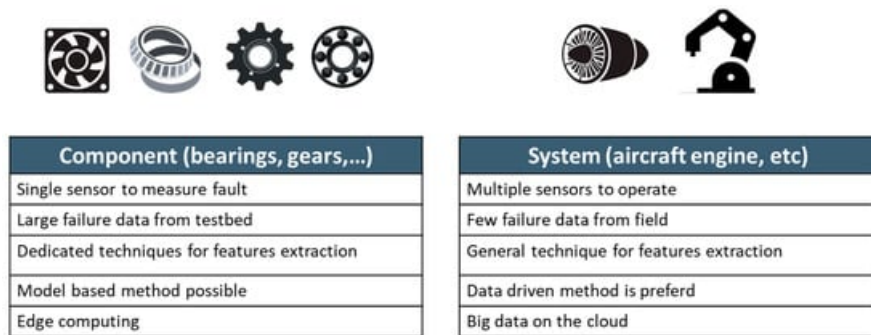 Component (bearings, gears,...)
Single sensor to measure fault
Large failure data from testbed
Dedicated techniques for features extraction
Model based method possible
Edge computing
System (aircraft engine, etc)
Multiple sensors to operate
Few failure data from field
General technique for features extraction
Data driven method is preferd
Big data on the cloud